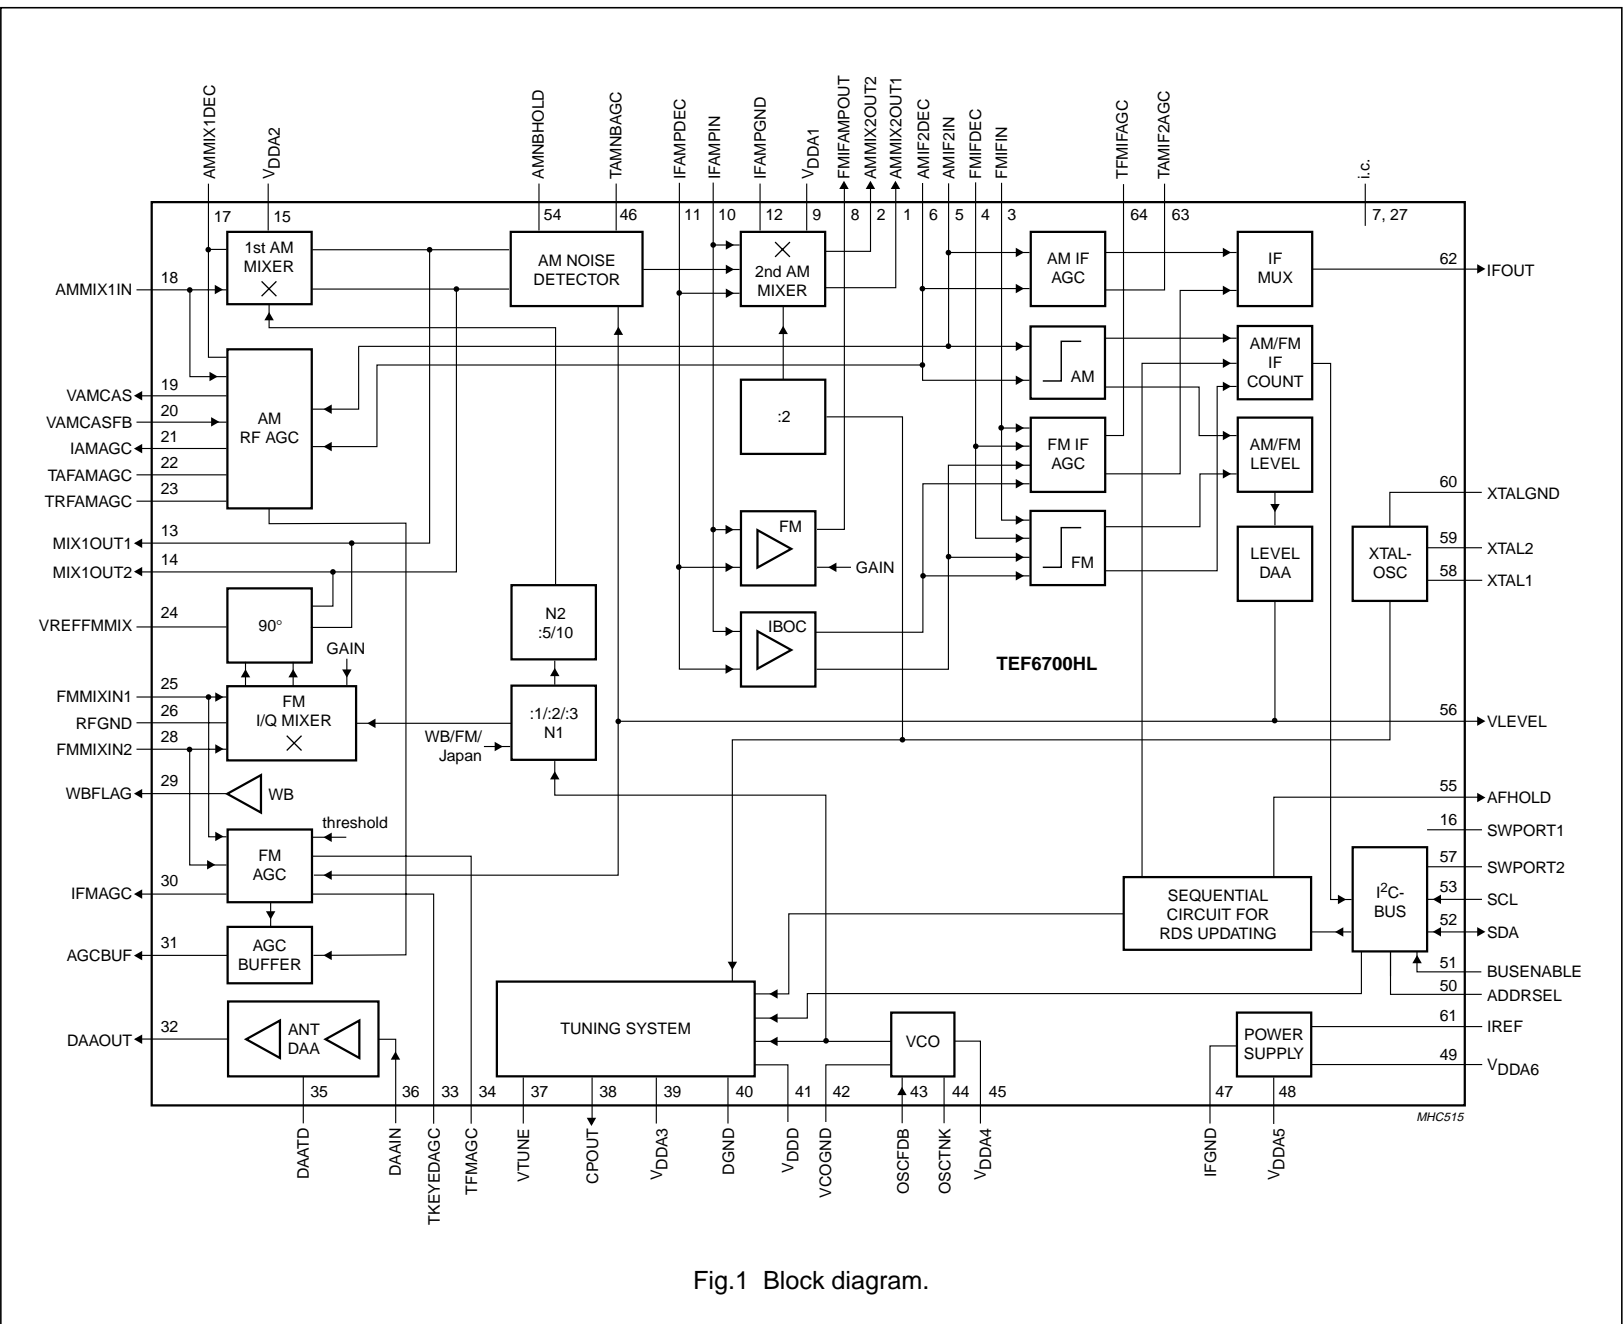 AMMIX1DEC
VDDA2
AMNBHOLD
TAMNBAGC
IFAMPDEC
IFAMPIN
IFAMPGND
VDDA1
FMIFAMPOUT
AMMIX2OUT2
AMMIX2OUT1
AMIF2DEC
AMIF2IN
FMIFDEC
FMIFIN
TFMIFAGC
TAMIF2AGC
i.c.
17
15
54
46
11
10
12
9
8
2
1
6
5
4
3
64
63
7, 27
1st AM
MIXER
AM NOISE
DETECTOR
2nd AM
MIXER
AM IF
AGC
IF
MUX
62
IFOUT
AMMIX1IN
18
AM
AM/FM
IF
COUNT
VAMCAS
19
VAMCASFB
20
IAMAGC
21
TAFAMAGC
22
TRFAMAGC
23
AM
RF AGC
:2
FM IF
AGC
AM/FM
LEVEL
60
XTALGND
MIX1OUT1
13
MIX1OUT2
14
FM
GAIN
FM
LEVEL
DAA
XTAL-
OSC
59
XTAL2
58
XTAL1
VREFFMMIX
24
90°
N2
:5/10
IBOC
TEF6700HL
GAIN
FMMIXIN1
25
RFGND
26
FMMIXIN2
28
FM
I/Q MIXER
:1/:2/:3
N1
WB/FM/
Japan
56
VLEVEL
WBFLAG
29
WB
55
AFHOLD
threshold
16
SWPORT1
FM
AGC
57
SWPORT2
IFMAGC
30
SEQUENTIAL
CIRCUIT FOR
RDS UPDATING
I2C-
BUS
53
SCL
52
SDA
AGCBUF
31
AGC
BUFFER
51
BUSENABLE
50
ADDRSEL
DAAOUT
32
ANT
DAA
TUNING SYSTEM
VCO
POWER
SUPPLY
61
IREF
49
VDDA6
35
36
33
34
37
38
39
40
41
42
43
44
45
47
48
MHC515
DAATD
DAAIN
TKEYEDAGC
TFMAGC
VTUNE
CPOUT
VDDA3
DGND
VDDD
VCOGND
OSCFDB
OSCTNK
VDDA4
IFGND
VDDA5
Fig.1 Block diagram.